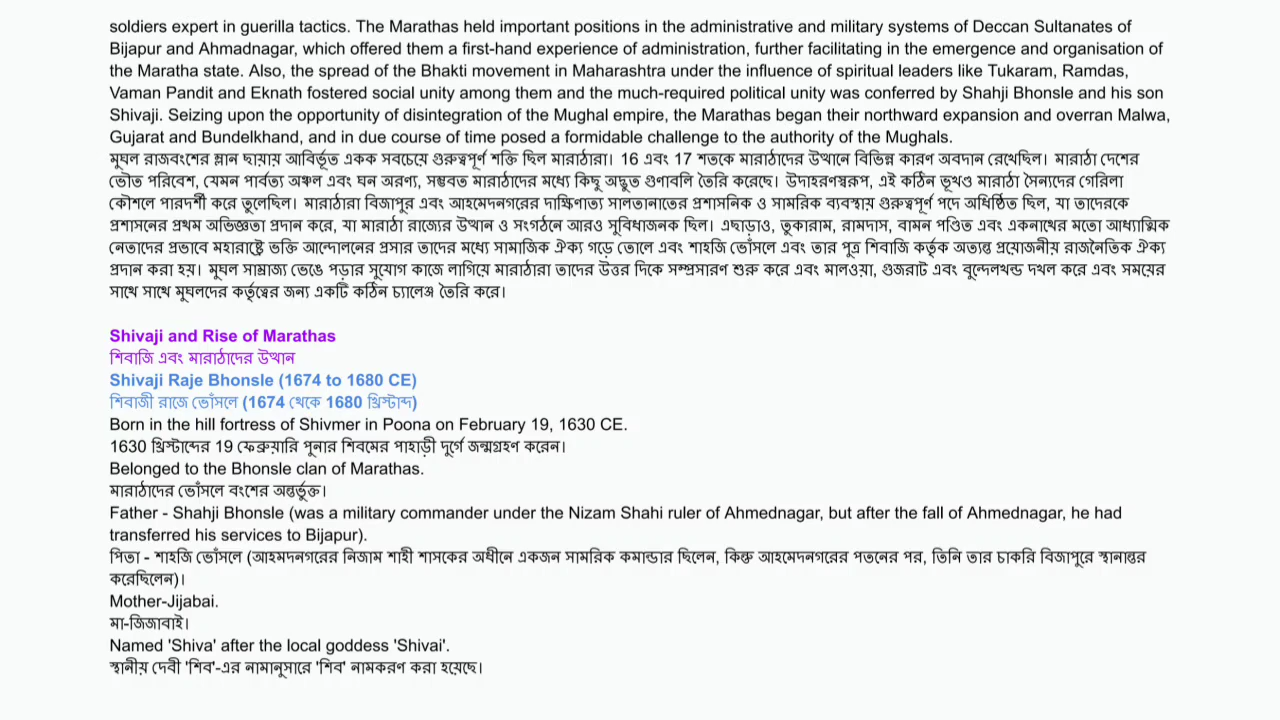 soldiers expert in guerilla tactics. The Marathas held important positions in the administrative and military systems of Deccan Sultanates of
Bijapur and Ahmadnagar, which offered them a first-hand experience of administration, further facilitating in the emergence and organisation of
the Maratha state. Also, the spread of the Bhakti movement in Maharashtra under the influence of spiritual leaders like Tukaram, Ramdas,
Vaman Pandit and Eknath fostered social unity among them and the much-required political unity was conferred by Shahji Bhonsle and his son
Shivaji. Seizing upon the opportunity of disintegration of the Mughal empire, the Marathas began their northward expansion and overran Malwa,
Gujarat and Bundelkhand, and in due course of time posed a formidable challenge to the authority of the Mughals.
মুঘল রাজবংশের ম্লান ছায়ায় আবির্ভূত একক সবচেয়ে গুরুত্বপূর্ণ শক্তি ছিল মারাঠারা। 16 এবং 17 শতকে মারাঠাদের উত্থানে বিভিন্ন কারণ অবদান রেখেছিল। মারাঠা দেশের
ভৌত পরিবেশ, যেমন পার্বত্য অঞ্চল এবং ঘন অরণ্য, সম্ভবত মারাঠাদের মধ্যে কিছু অদ্ভুত গুণাবলি তৈরি করেছে। উদাহরণস্বরূপ, এই কঠিন ভূখণ্ড মারাঠা সৈন্যদের গেরিলা
কৌশলে পারদর্শী করে তুলেছিল। মারাঠারা বিজাপুর এবং আহমেদনগরের দাক্ষিণাত্য সালতানাতের প্রশাসনিক ও সামরিক ব্যবস্থায় গুরুত্বপূর্ণ পদে অধিষ্ঠিত ছিল, যা তাদেরকে
প্রশাসনের প্রথম অভিজ্ঞতা প্রদান করে, যা মারাঠা রাজ্যের উত্থান ও সংগঠনে আরও সুবিধাজনক ছিল। এছাড়াও, তুকারাম, রামদাস, বামন পণ্ডিত এবং একনাথের মতো আধ্যাত্মিক
নেতাদের প্রভাবে মহারাষ্ট্রে ভক্তি আন্দোলনের প্রসার তাদের মধ্যে সামাজিক ঐক্য গড়ে তোলে এবং শাহজি ভোঁসলে এবং তার পুত্র শিবাজি কর্তৃক অত্যন্ত প্রয়োজনীয় রাজনৈতিক ঐক্য
প্রদান করা হয়। মুঘল সাম্রাজ্য ভেঙে পড়ার সুযোগ কাজে লাগিয়ে মারাঠারা তাদের উত্তর দিকে সম্প্রসারণ শুরু করে এবং মালওয়া, গুজরাট এবং বুন্দেলখন্ড দখল করে এবং সময়ের
সাথে সাথে মুঘলদের কর্তৃত্বের জন্য একটি কঠিন চ্যালেঞ্জ তৈরি করে।
Shivaji and Rise of Marathas
শিবাজি এবং মারাঠাদের উত্থান
Shivaji Raje Bhonsle (1674 to 1680 CE)
শিবাজী রাজে ভোঁসলে (1674 থেকে 1680 খ্রিস্টাব্দ)
Born in the hill fortress of Shivmer in Poona on February 19, 1630 CE.
1630 খ্রিস্টাব্দের 19 ফেব্রুয়ারি পুনার শিবমের পাহাড়ী দুর্গে জন্মগ্রহণ করেন।
Belonged to the Bhonsle clan of Marathas.
মারাঠাদের ভোঁসলে বংশের অন্তর্ভুক্ত।
Father - Shahji Bhonsle (was a military commander under the Nizam Shahi ruler of Ahmednagar, but after the fall of Ahmednagar, he had
transferred his services to Bijapur).
পিতা - শাহজি ভোঁসলে (আহমদনগরের নিজাম শাহী শাসকের অধীনে একজন সামরিক কমান্ডার ছিলেন, কিন্তু আহমেদনগরের পতনের পর, তিনি তার চাকরি বিজাপুরে স্থানান্তর
করেছিলেন)।
Mother-Jijabai.
মা-জিজাবাই।
Named 'Shiva' after the local goddess 'Shivai'.
স্থানীয় দেবী 'শিব'-এর নামানুসারে 'শিব' নামকরণ করা হয়েছে।